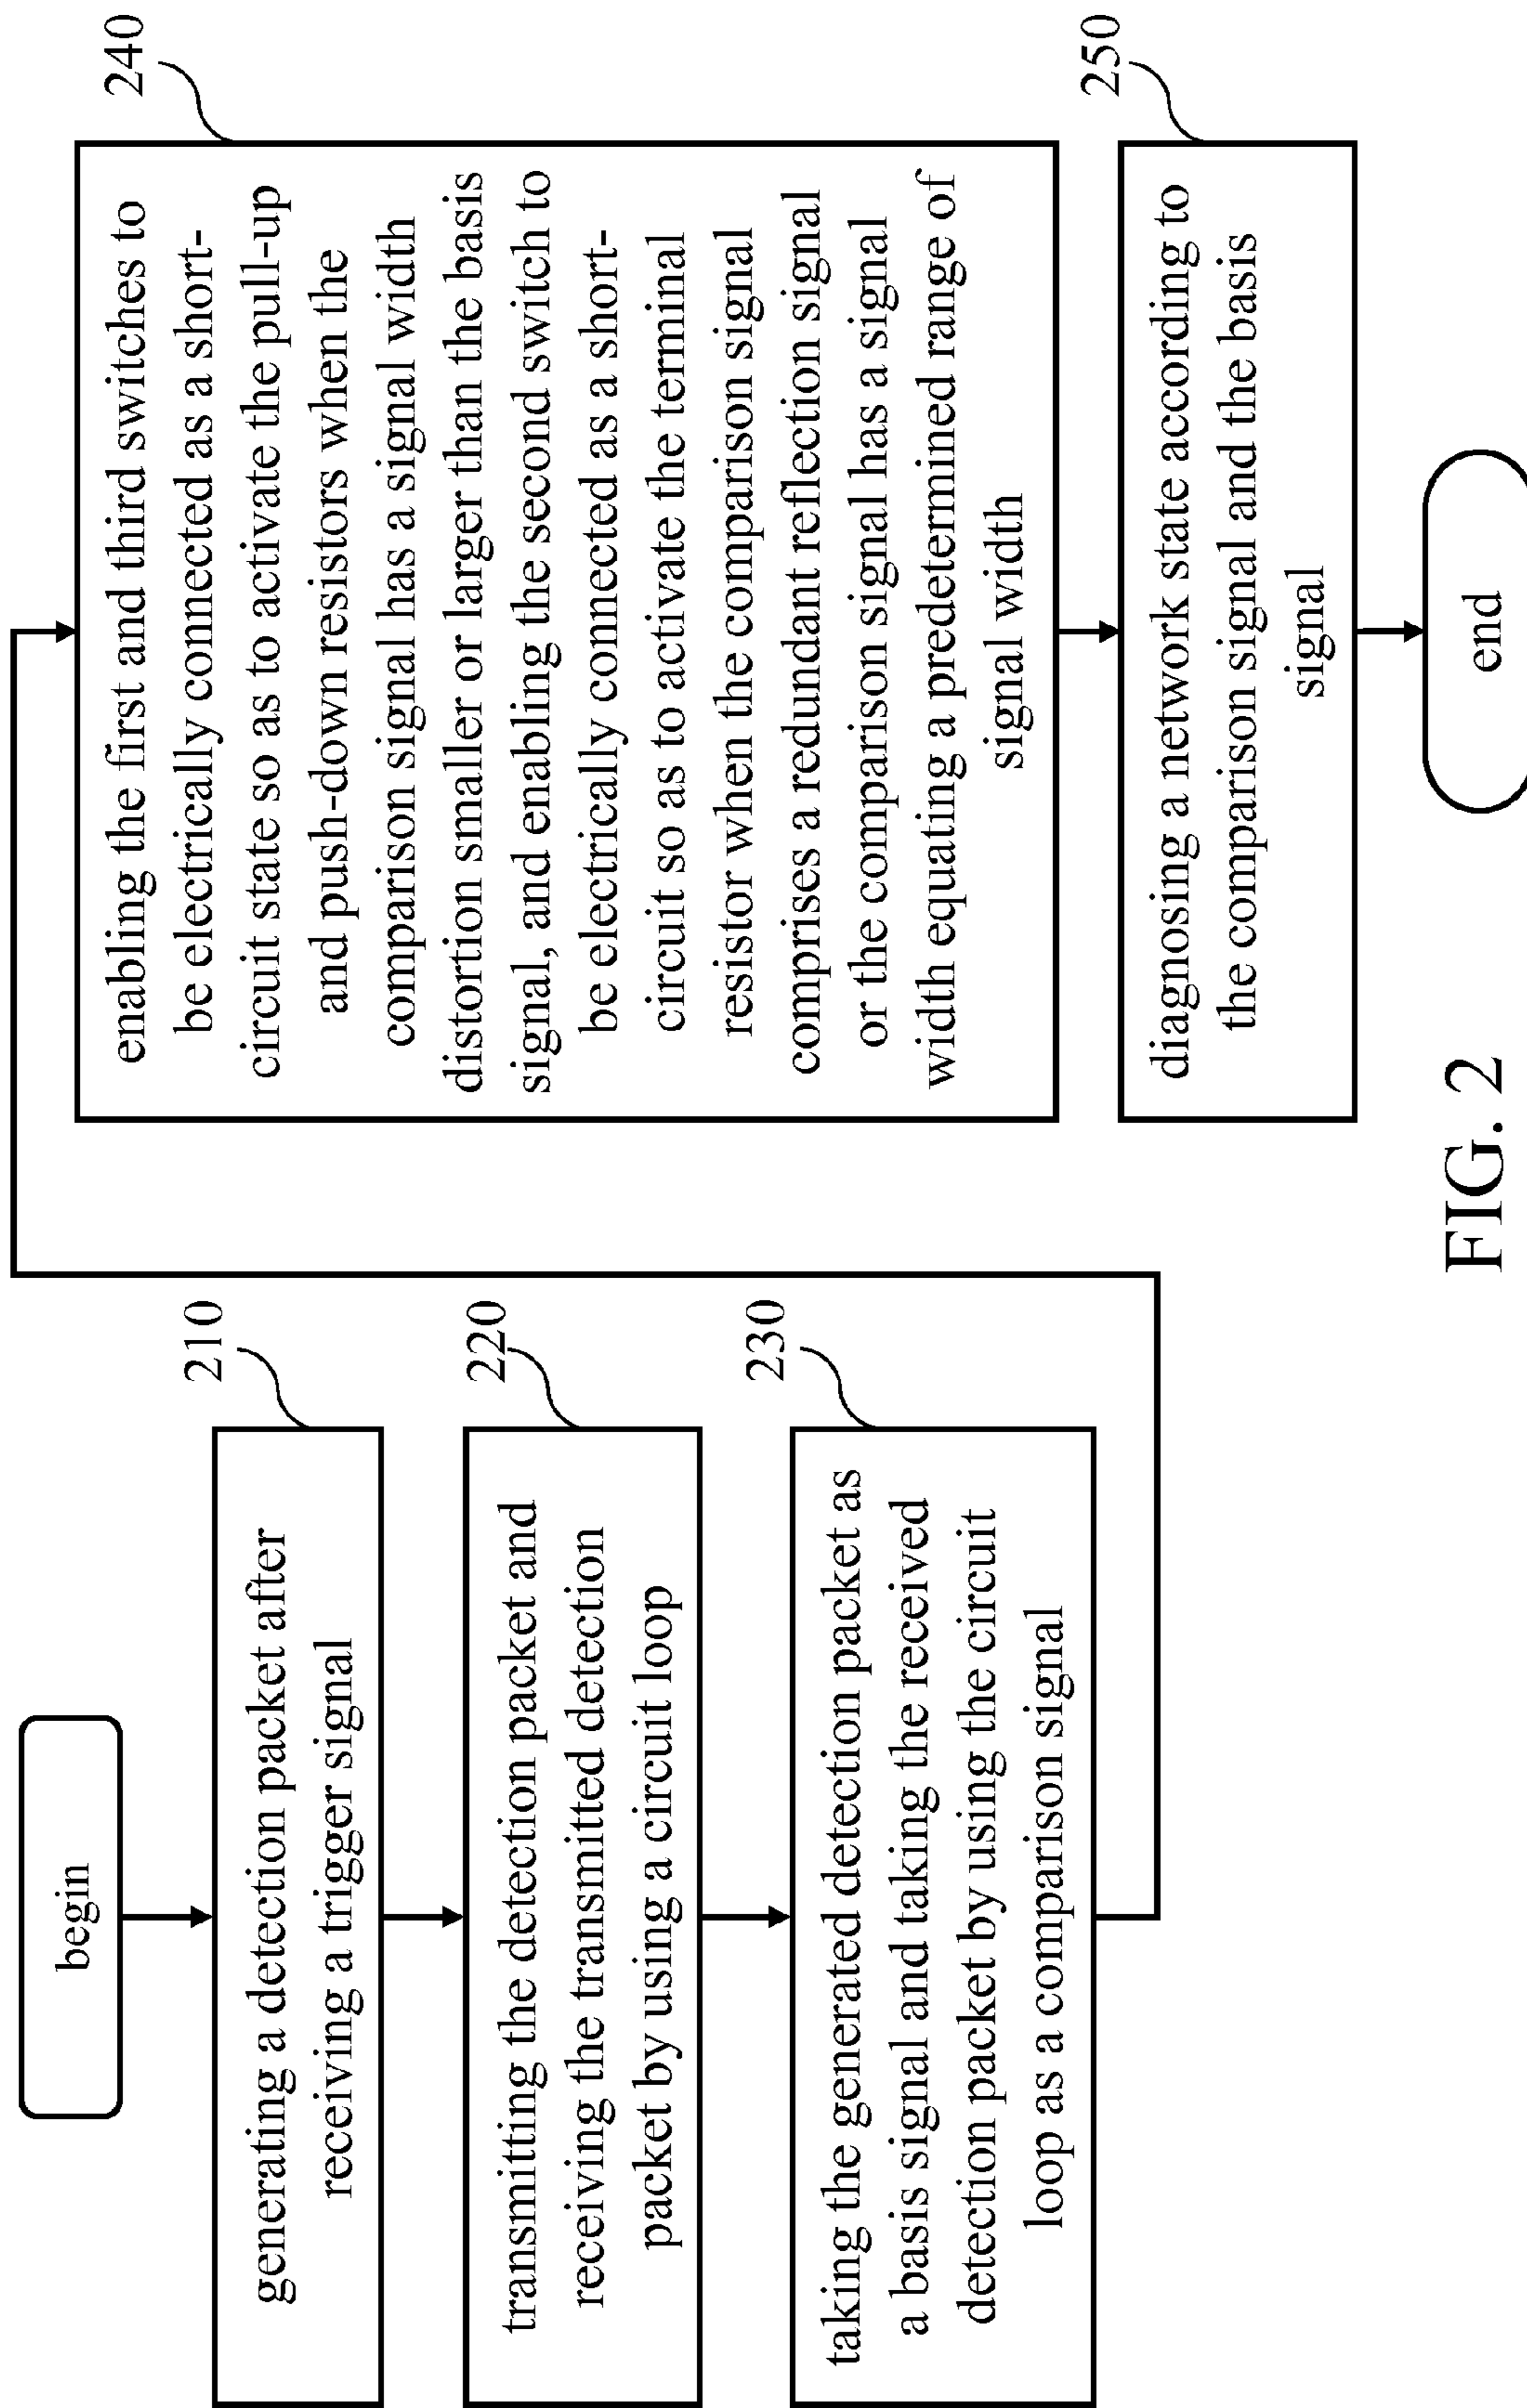 begin
210
generating a detection packet after
receiving a trigger signal
220
transmitting the detection packet and
receiving the transmitted detection
packet by using a circuit loop
230
taking the generated detection packet as
a basis signal and taking the received
detection packet by using the circuit
loop as a comparison signal
240
enabling the first and third switches to
be electrically connected as a short-
circuit state so as to activate the pull-up
and push-down resistors when the
comparison signal has a signal width
distortion smaller or larger than the basis
signal, and enabling the second switch to
be electrically connected as a short-
circuit so as to activate the terminal
resistor when the comparison signal
comprises a redundant reflection signal
or the comparison signal has a signal
width equating a predetermined range of
signal width
250
diagnosing a network state according to
the comparison signal and the basis
signal
end
FIG. 2